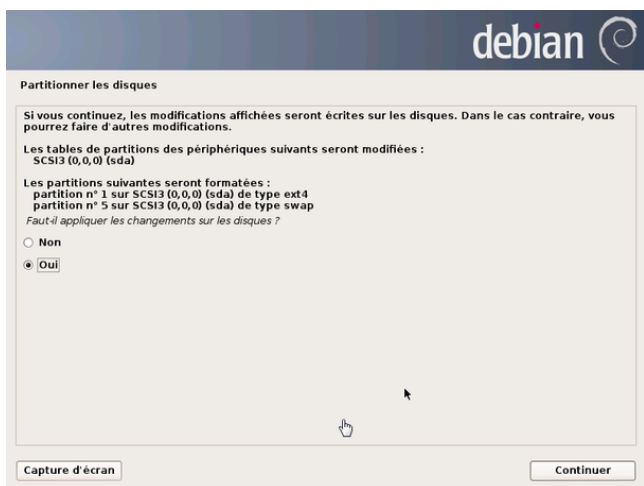 debian
Partitionner les disques
Si vous continuez, les modifications affichées seront écrites sur les disques. Dans le cas contraire, vous
pourrez faire d'autres modifications.
Les tables de partitions des périphériques suivants seront modifiées :
SCSI3 (0,0,0) (sda)
Les partitions suivantes seront formatées :
partition n° 1 sur SCSI3 (0,0,0) (sda) de type ext4
partition n° 5 sur SCSI3 (0,0,0) (sda) de type swap
Faut-il appliquer les changements sur les disques ?
Non
Oui
Capture d'écran
Continuer